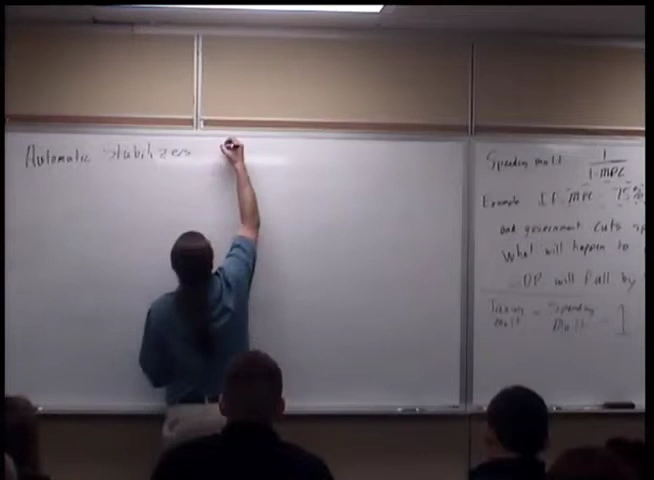 Automatic Stabilizers
Spending mult 1
1-MPC
Example If MPC = 75%
and government cuts
What will happen to
GDP will fall by
Taxing mult = Spending Mult - 1